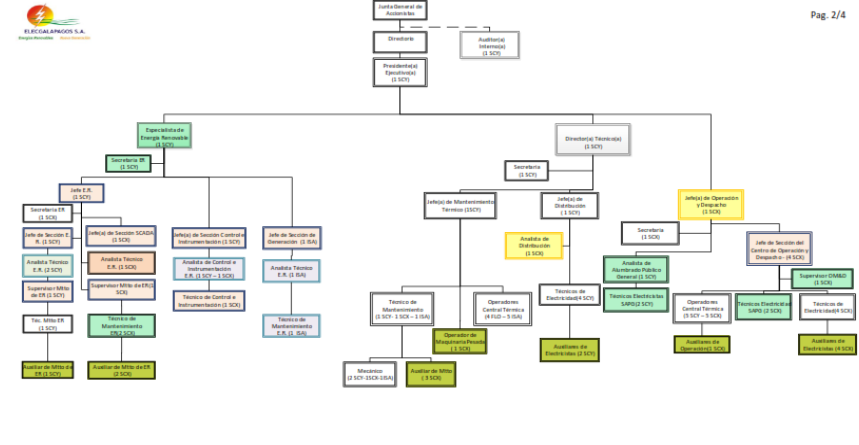 ELECGALAPAGOS S.A.
Pag. 2/4
Junta General de
Accionistas
Directorio
Auditor(a)
Interno(a)
(1 SCY)
Presidente(a)
Ejecutivo(a)
(1 SCY)
Especialista de
Energía Renovable
(1 SCY)
Secretaria ER
(1 SCY)
Director(a) Técnico(a)
(1 SCY)
Secretaria
(1 SCY)
Jefe E.R.
(1 SCY)
Secretaria ER
(1 SCX)
Jefe de Sección E.
R. (1 SCY)
Jefe(a) de Sección SCADA
(1 SCX)
Jefe(a) de Sección Control e
Instrumentación (1 SCY)
Jefe de Sección de
Generación (1 ISA)
Jefe(a) de Mantenimiento
Térmico (1SCY)
Jefe(a) de
Distribución
( 1 SCY)
Jefe(a) de Operación
y Despacho
(1 SCX)
Secretaria
(1 SCX)
Analista de
Distribución
(1 SCX)
Jefe de Sección del
Centro de Operación y
Despacho - (4 SCX)
Analista Técnico
E.R. (2 SCY)
Analista Técnico
E.R. (1 SCX)
Analista de Control e
Instrumentación
E.R. (1 SCY – 1 SCX)
Analista Técnico
E.R. (1 ISA)
Analista de
Alumbrado Público
General (1 SCY)
Supervisor OM&D
(1 SCX)
Supervisor Mtto
de ER (1 SCY)
Supervisor Mtto de ER(1
SCX)
Técnico de Control e
Instrumentación (1 SCX)
Técnico de
Mantenimiento
(1 SCY- 1 SCX – 1 ISA)
Operadores
Central Térmica
(4 FLO – 5 ISA)
Técnicos de
Electricidad(4 SCY)
Técnicos Electricistas
SAPG(2 SCY)
Operadores
Central Térmica
(3 SCY – 5 SCX)
Técnicos Electricistas
SAPG (2 SCX)
Técnicos de
Electricidad(4 SCX)
Téc. Mtto ER
(1 SCY)
Técnico de
Mantenimiento
ER(2 SCX)
Técnico de
Mantenimiento
E.R. (1 ISA)
Operador de
Maquinaria Pesada
( 1 SCX)
Auxiliares de
Electricistas (2 SCY)
Auxiliares de
Operación(1 SCX)
Auxiliares de
Electricistas (4 SCX)
Auxiliar de Mtto de
ER (1 SCY)
Auxiliar de Mtto de ER
(2 SCX)
Mecánico
(2 SCY-1SCX-1ISA)
Auxiliar de Mtto
( 3 SCX)